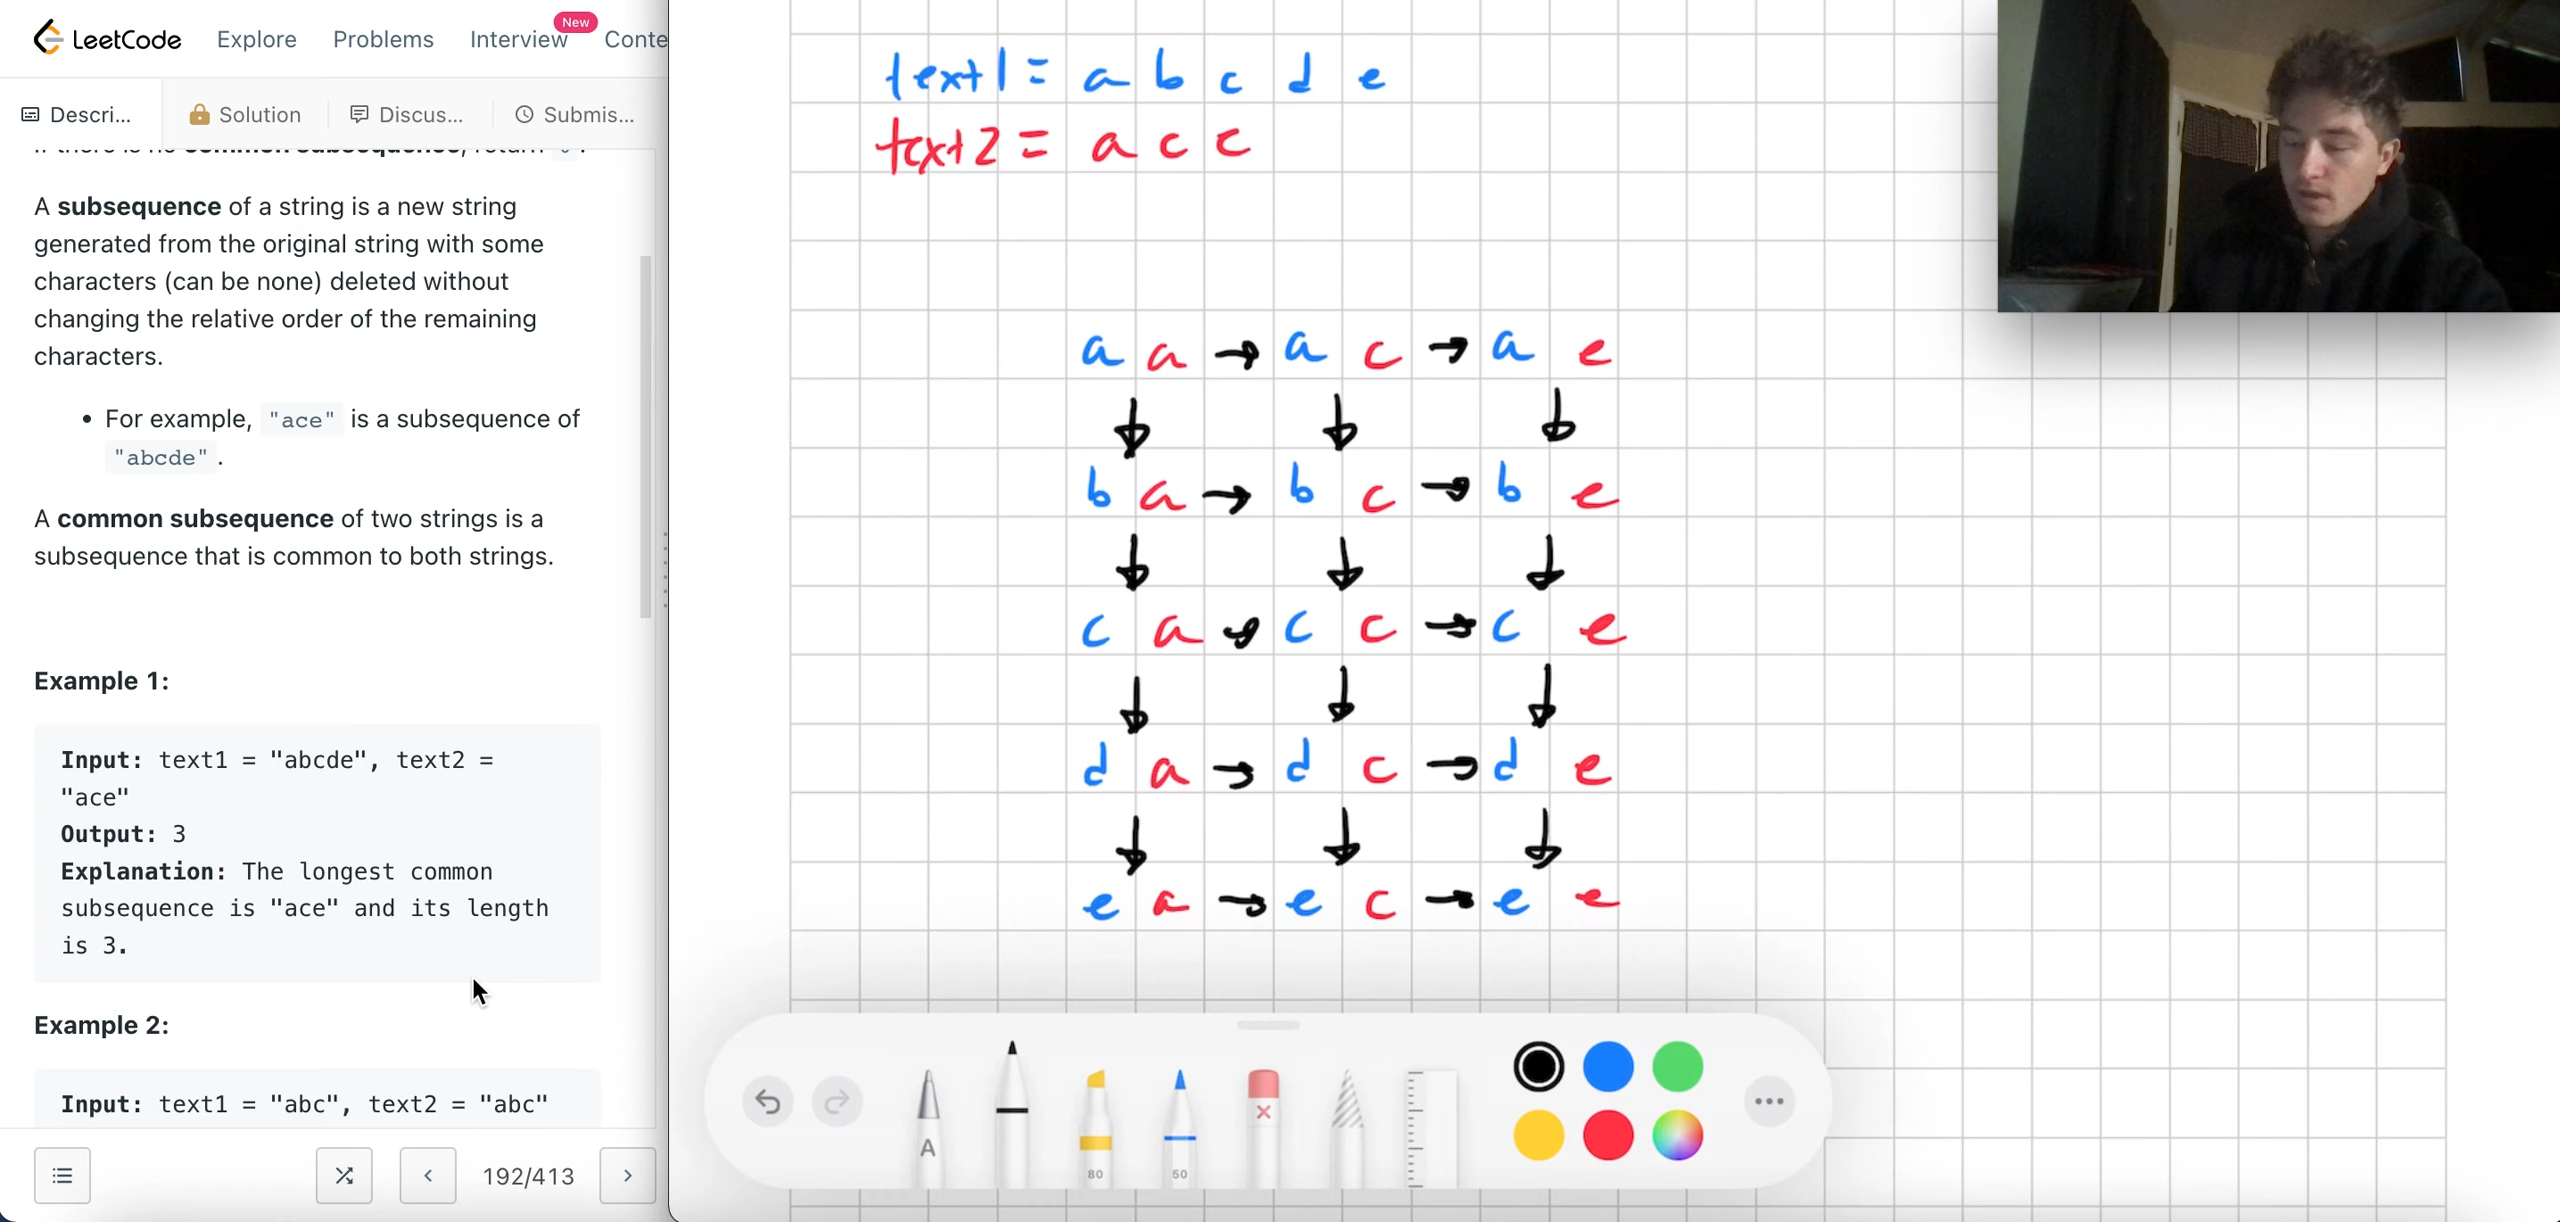 LeetCode Explore Problems Interview New Conte
Descri... Solution Discus... Submis...
A subsequence of a string is a new string
generated from the original string with some
characters (can be none) deleted without
changing the relative order of the remaining
characters.
• For example, "ace" is a subsequence of
"abcde" .
A common subsequence of two strings is a
subsequence that is common to both strings.
Example 1:
Input: text1 = "abcde", text2 =
"ace"
Output: 3
Explanation: The longest common
subsequence is "ace" and its length
is 3.
Example 2:
Input: text1 = "abc", text2 = "abc"
192/413
text1 = a b c d e
text2 = a c e
a a → a c → a e
↓ ↓ ↓
b a → b c → b e
↓ ↓ ↓
c a → c c → c e
↓ ↓ ↓
d a → d c → d e
↓ ↓ ↓
e a → e c → e e
A 80 50